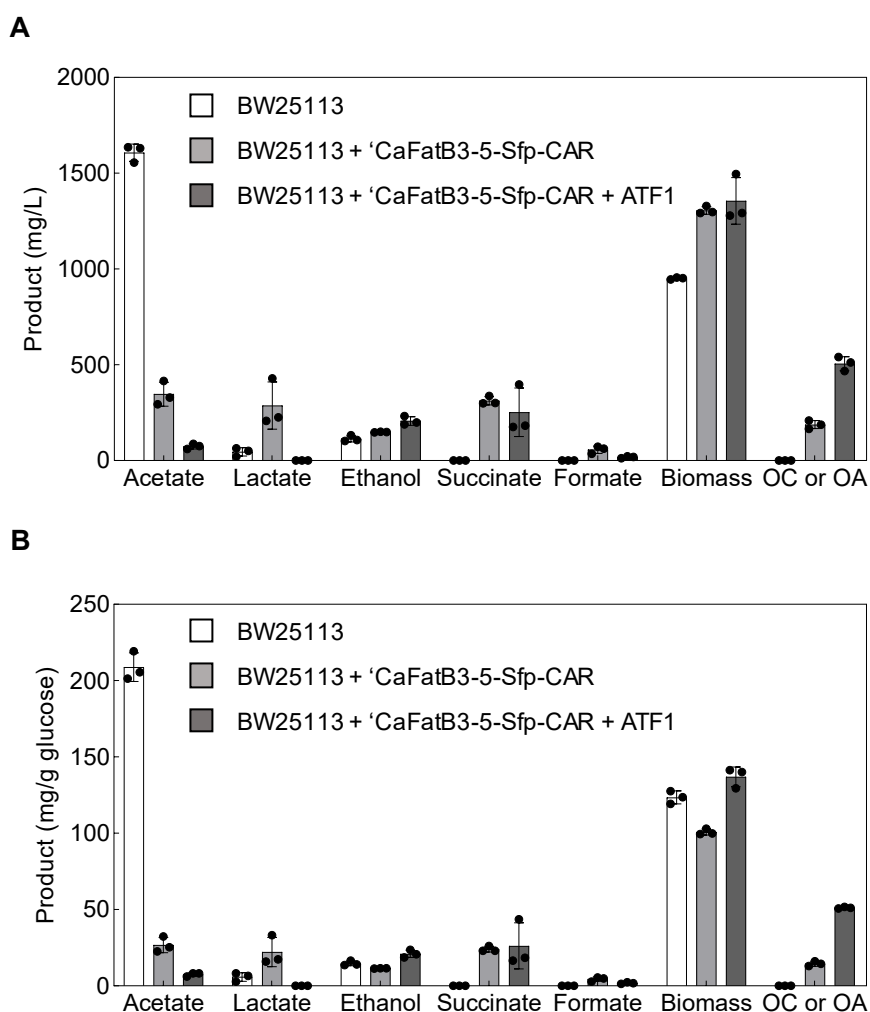 A
Product (mg/L)
2000
1500
1000
500
0
BW25113
BW25113 + ‘CaFatB3-5-Sfp-CAR
BW25113 + ‘CaFatB3-5-Sfp-CAR + ATF1
Acetate Lactate Ethanol Succinate Formate Biomass OC or OA
B
Product (mg/g glucose)
250
200
150
100
50
0
BW25113
BW25113 + ‘CaFatB3-5-Sfp-CAR
BW25113 + ‘CaFatB3-5-Sfp-CAR + ATF1
Acetate Lactate Ethanol Succinate Formate Biomass OC or OA